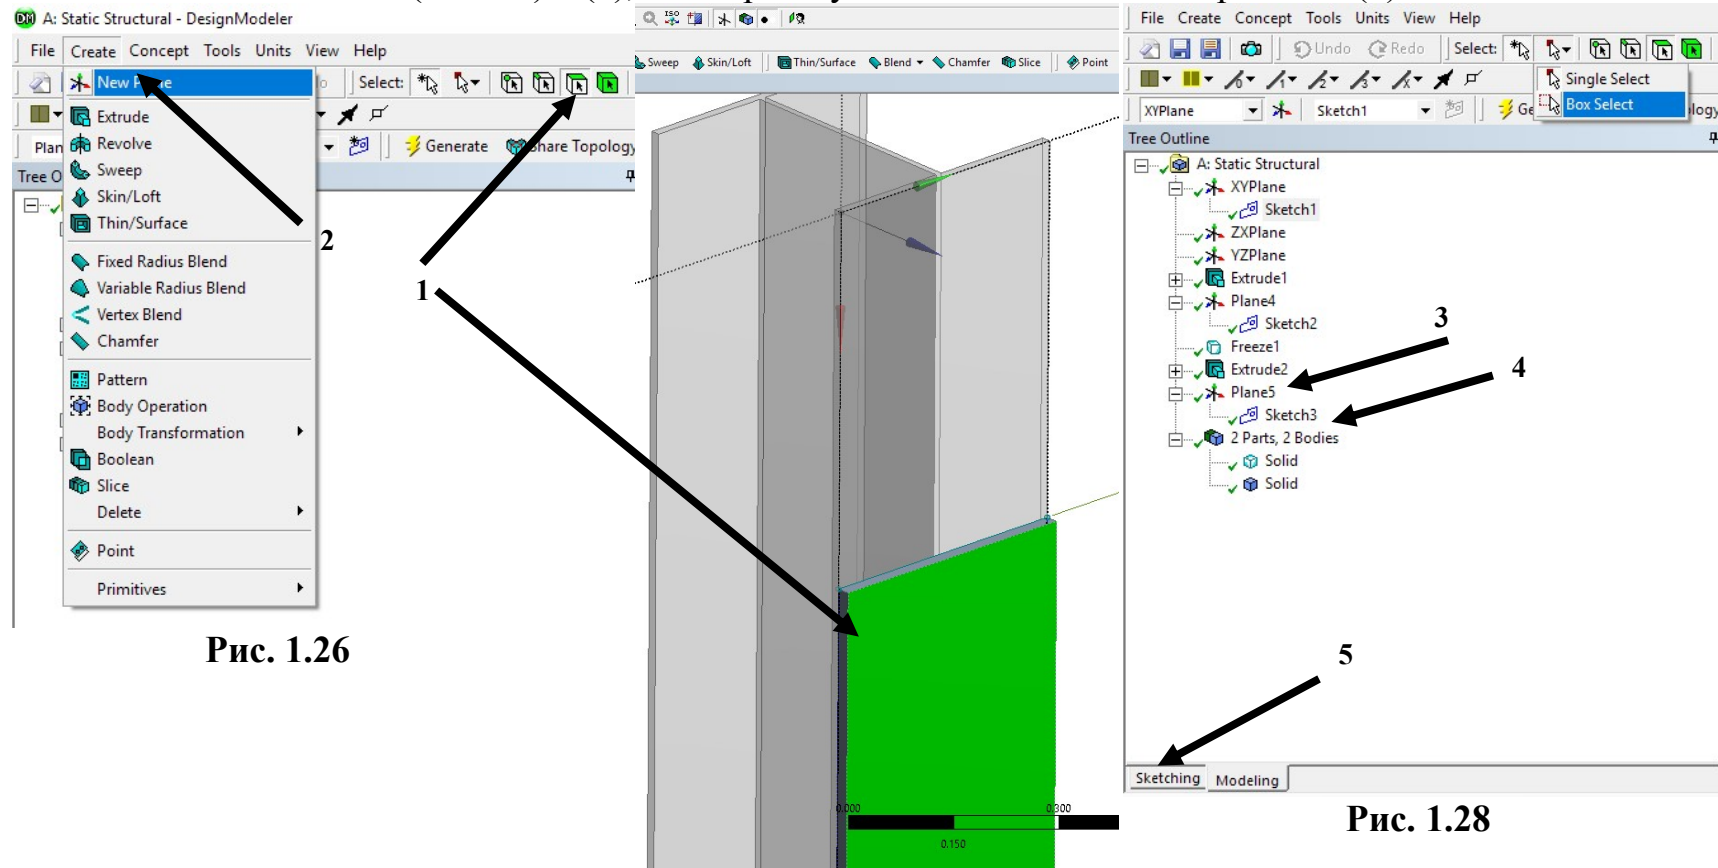 A: Static Structural - DesignModeler
File Create Concept Tools Units View Help
New Plane
Select:
Extrude
Revolve
Generate
Share Topology
Sweep
Skin/Loft
Thin/Surface
Fixed Radius Blend
Variable Radius Blend
Vertex Blend
Chamfer
Pattern
Body Operation
Body Transformation
Boolean
Slice
Delete
Point
Primitives
2
1
Рис. 1.26
ISO
Sweep Skin/Loft Thin/Surface Blend Chamfer Slice Point
0.000 0.300
0.150
File Create Concept Tools Units View Help
Undo Redo Select:
Single Select
XYPlane Sketch1 Box Select
Tree Outline
A: Static Structural
XYPlane
Sketch1
ZXPlane
YZPlane
Extrude1
Plane4
Sketch2
Freeze1
Extrude2
Plane5
Sketch3
2 Parts, 2 Bodies
Solid
Solid
3
4
5
Sketching Modeling
Рис. 1.28